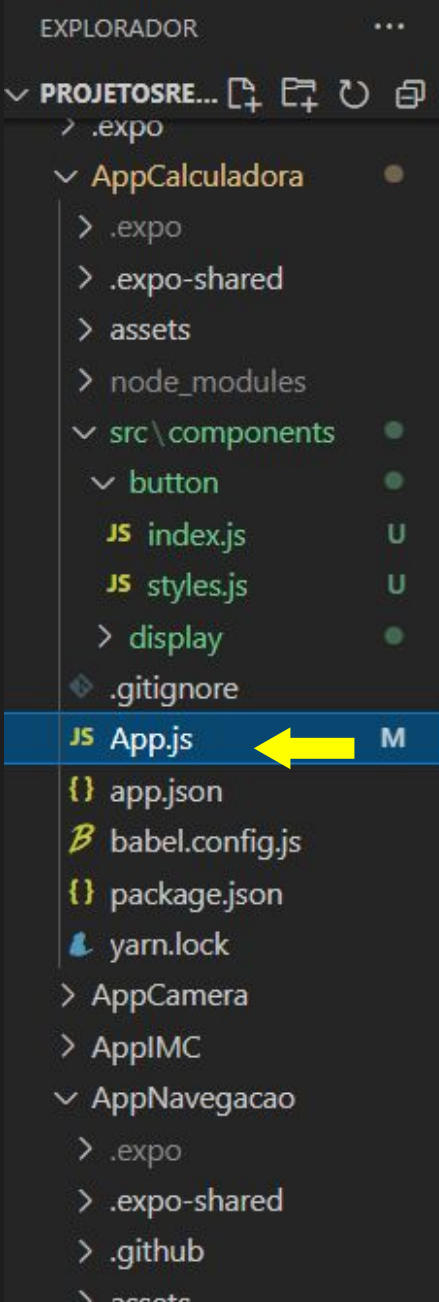 EXPLORADOR ...
PROJETOSRE...
.expo
AppCalculadora
.expo
.expo-shared
assets
node_modules
src\components
button
JS index.js U
JS styles.js U
display
.gitignore
JS App.js M
{} app.json
B babel.config.js
{} package.json
yarn.lock
AppCamera
AppIMC
AppNavegacao
.expo
.expo-shared
.github
assets